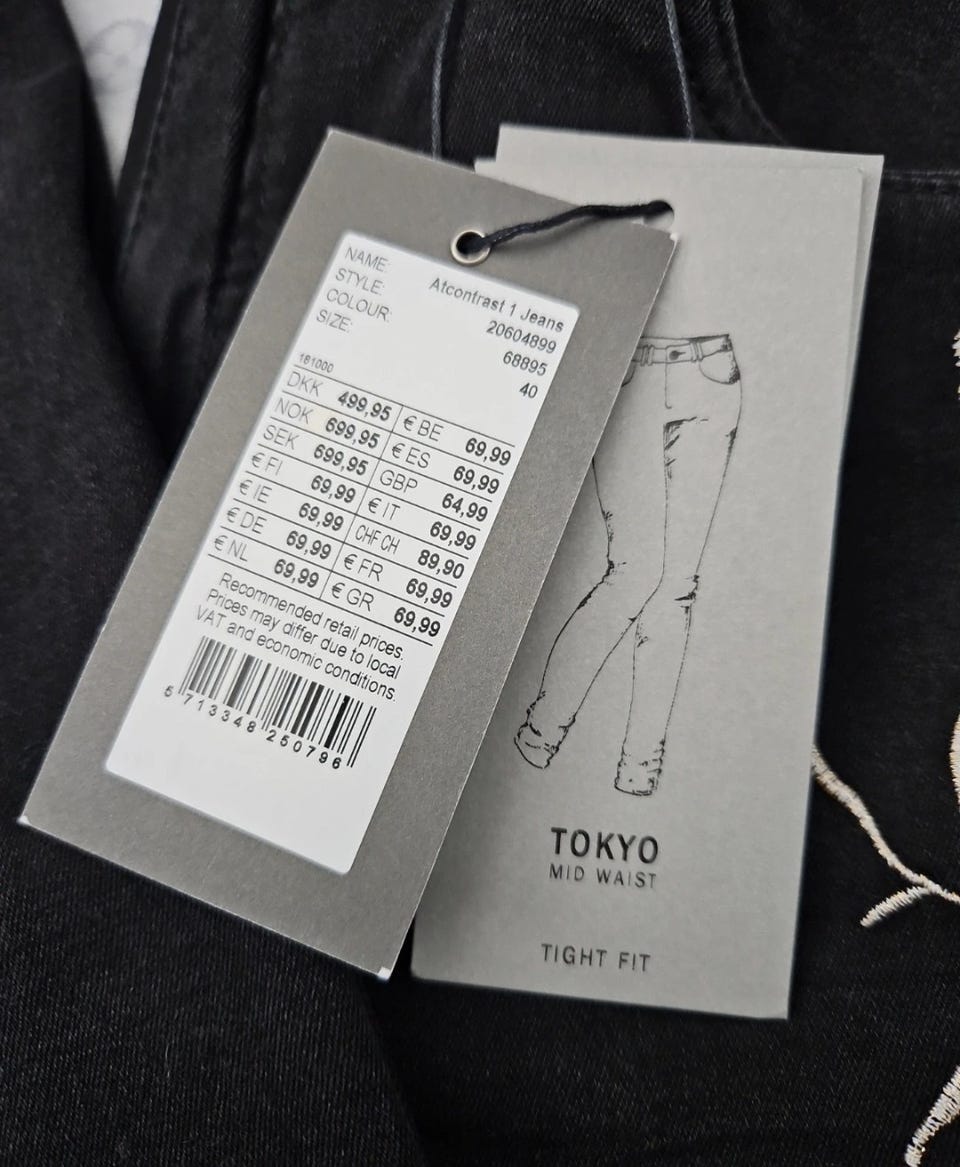 NAME: Atcontrast 1 Jeans
STYLE: 20604899
COLOUR: 68895
SIZE: 40
181000
DKK 499,95 € BE 69,99
NOK 699,95 € ES 69,99
SEK 699,95 GBP 64,99
€ FI 69,99 € IT 69,99
€ IE 69,99 CHF CH 89,90
€ DE 69,99 € FR 69,99
€ NL 69,99 € GR 69,99
Recommended retail prices.
Prices may differ due to local
VAT and economic conditions.
5 713348 250796
TOKYO
MID WAIST
TIGHT FIT